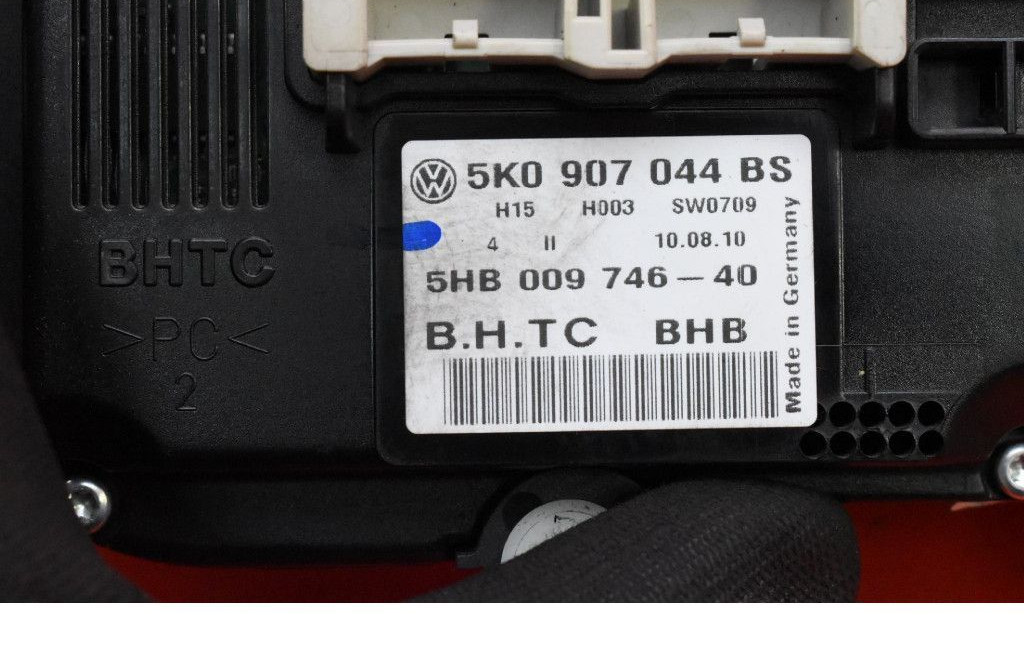 5K0 907 044 BS
H15 H003 SW0709
4 II 10.08.10
5HB 009 746-40
B.H.TC BHB
Made in Germany
BHTC
>PC<
2